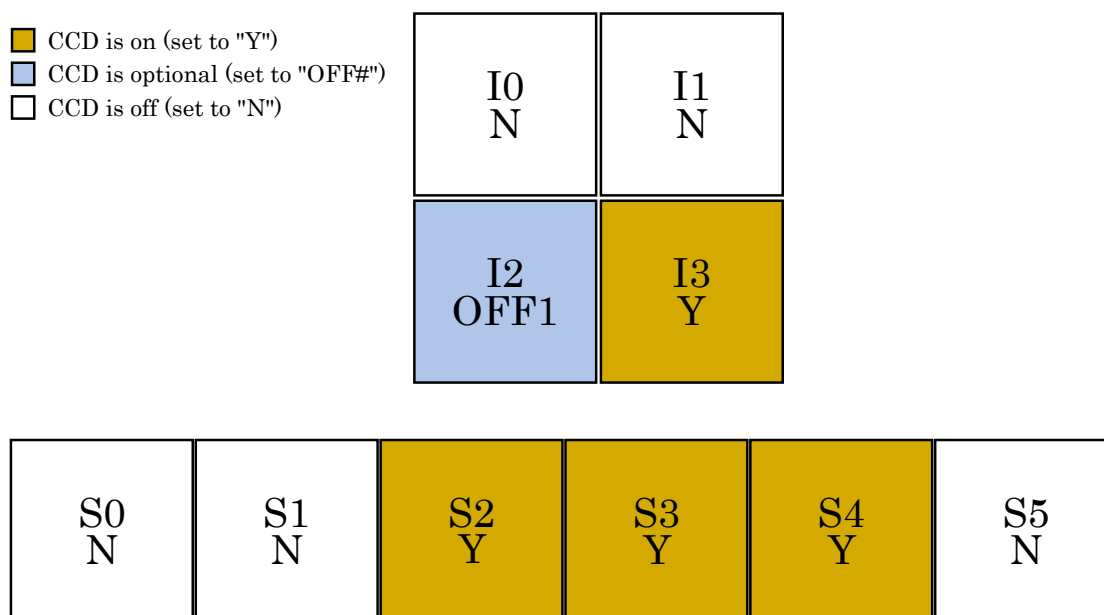 CCD is on (set to "Y")
CCD is optional (set to "OFF#")
CCD is off (set to "N")
I0
N
I1
N
I2
OFF1
I3
Y
S0
N
S1
N
S2
Y
S3
Y
S4
Y
S5
N